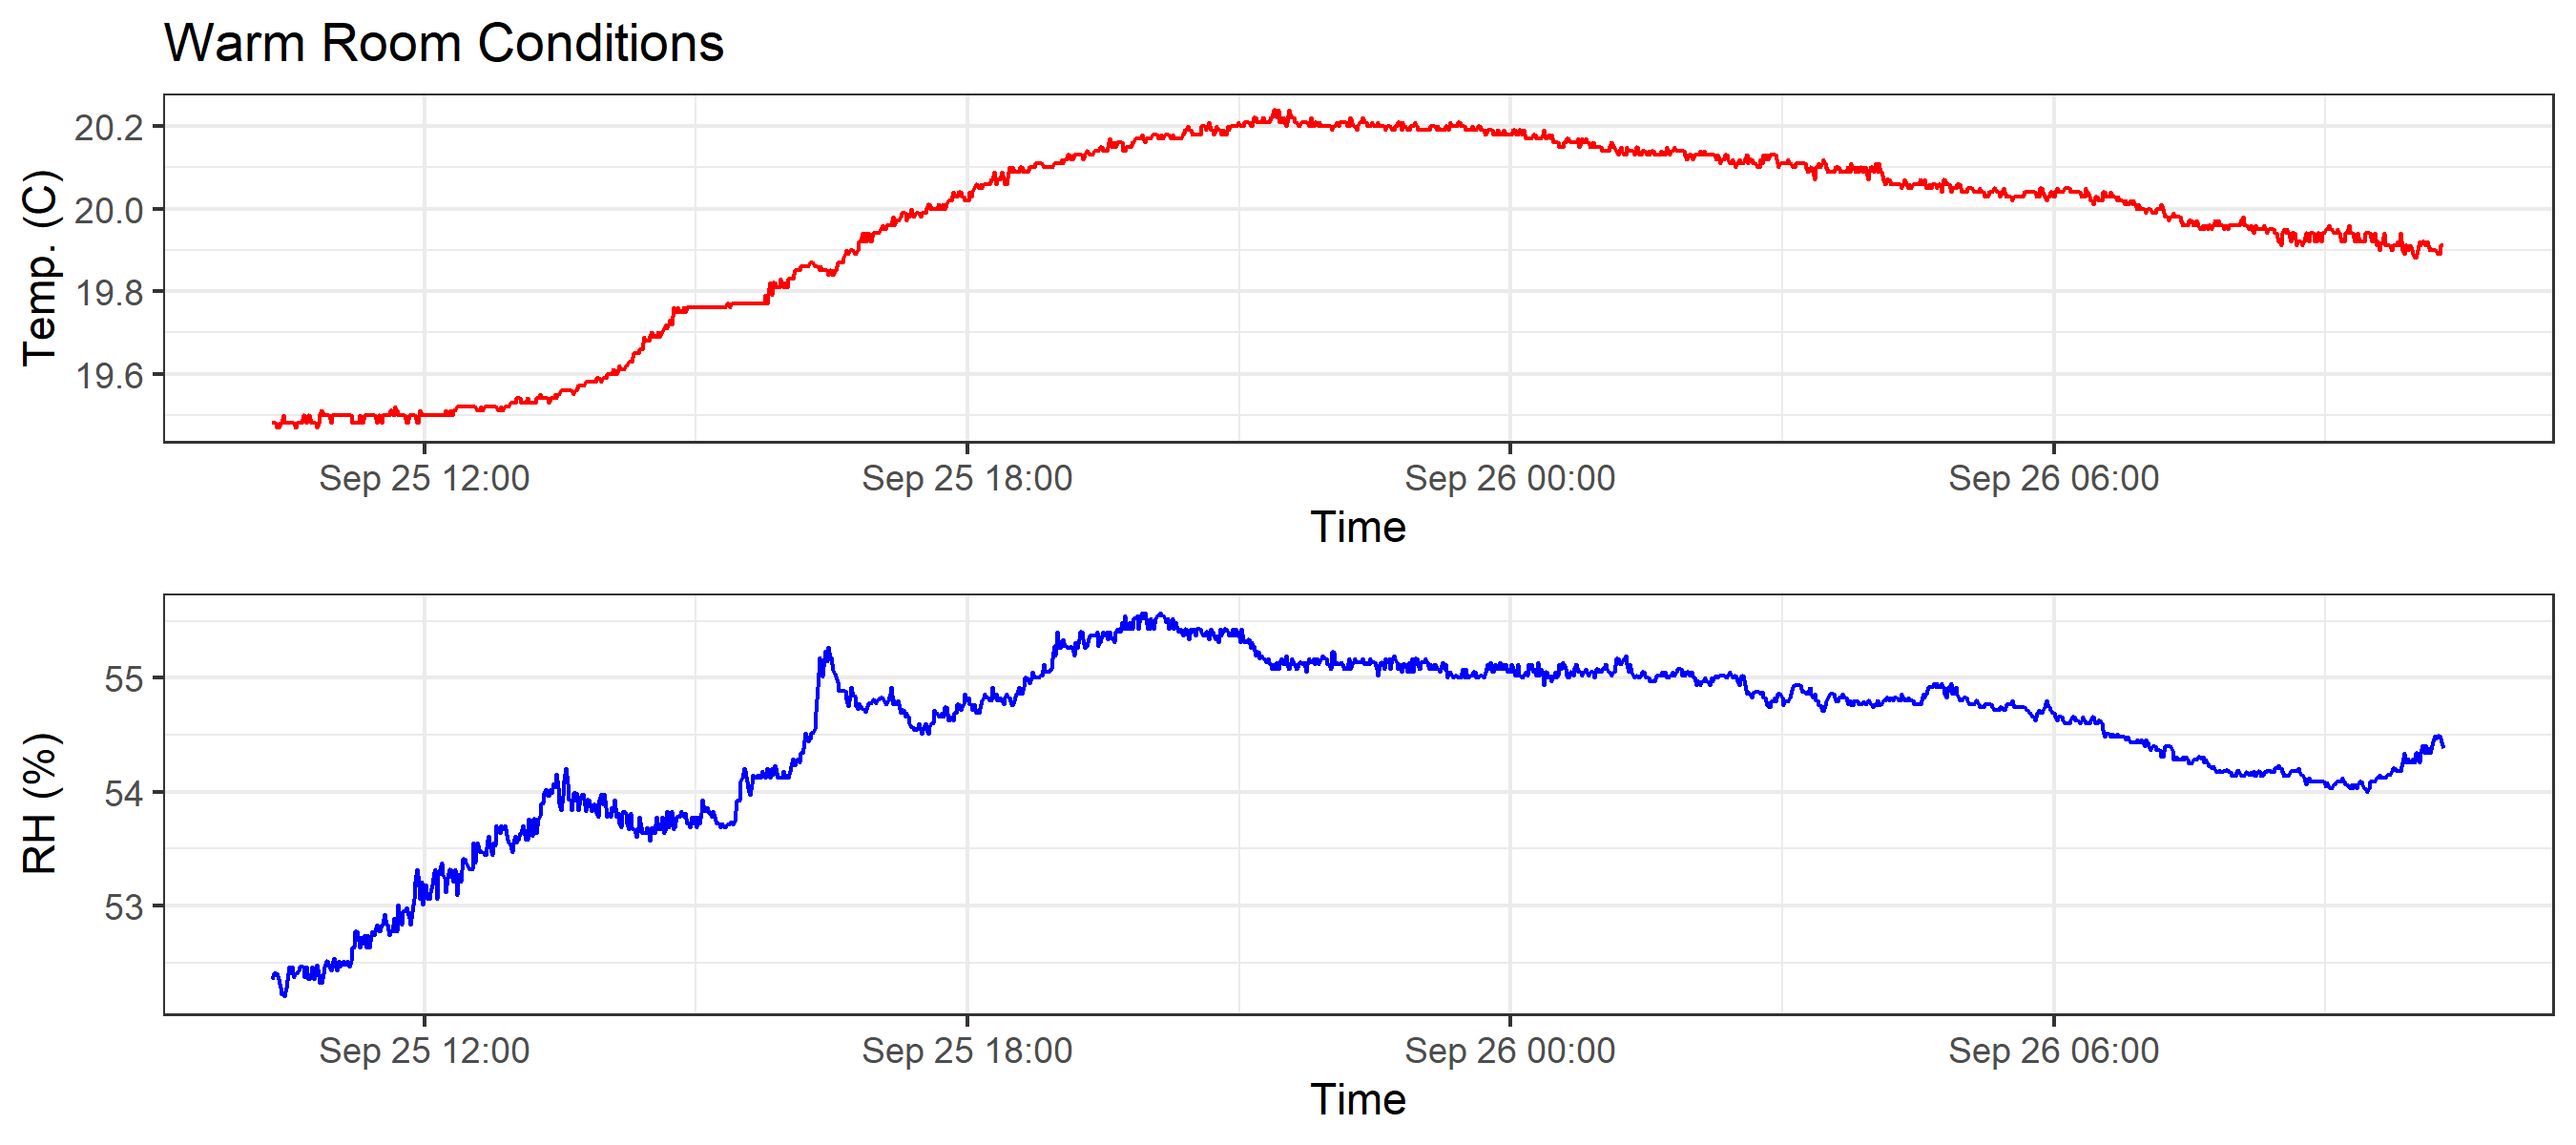 Warm Room Conditions
Temp. (C)
20.2
20.0
19.8
19.6
Sep 25 12:00 Sep 25 18:00 Sep 26 00:00 Sep 26 06:00
Time
RH (%)
55
54
53
Sep 25 12:00 Sep 25 18:00 Sep 26 00:00 Sep 26 06:00
Time